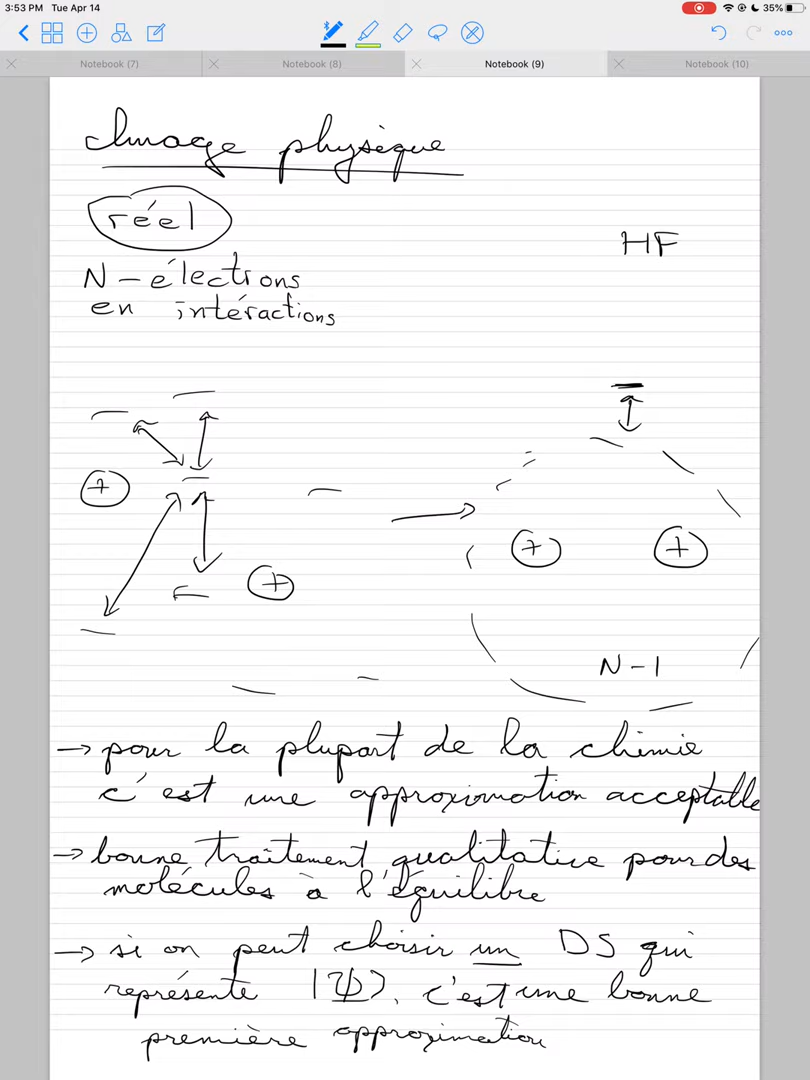 3:53 PM Tue Apr 14
35%
Notebook (7)
Notebook (8)
Notebook (9)
Notebook (10)
Image physique
réel
HF
N-électrons
en intéractions
+
+
+
+
N-1
→ pour la plupart de la chimie
c'est une approximation acceptable
→ bonne traîtement qualitative pour des
molécules à l'Équilibre
→ si on peut choisir un DS qui
représente |Ψ⟩, c'est une bonne
première approximation